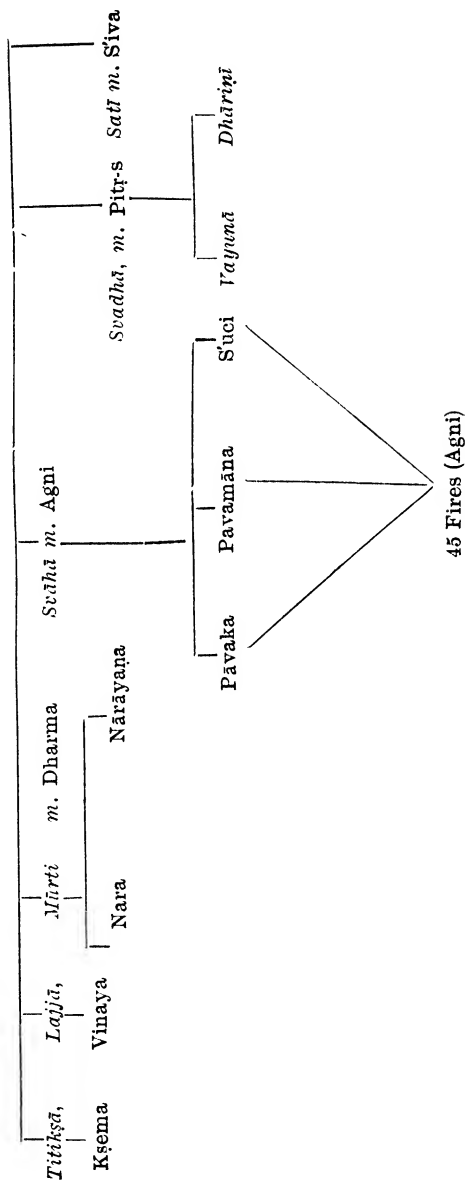 Titikṣā, Lajjā, Mūrti m. Dharma Svāhā m. Agni
Kṣema Vinaya Svadhā, m. Pitṛ-s Satī m. S'iva
Nara Nārāyaṇa
Pāvaka Pavamāna S'uci Vayunā Dhāriṇī
45 Fires (Agni)